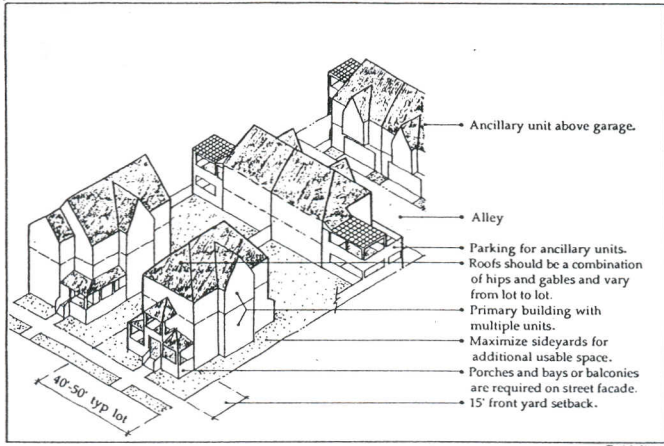 Ancillary unit above garage.
Alley
Parking for ancillary units.
Roofs should be a combination
of hips and gables and vary
from lot to lot.
Primary building with
multiple units.
Maximize sideyards for
additional usable space.
Porches and bays or balconies
are required on street facade.
15' front yard setback.
40'-50' typ lot